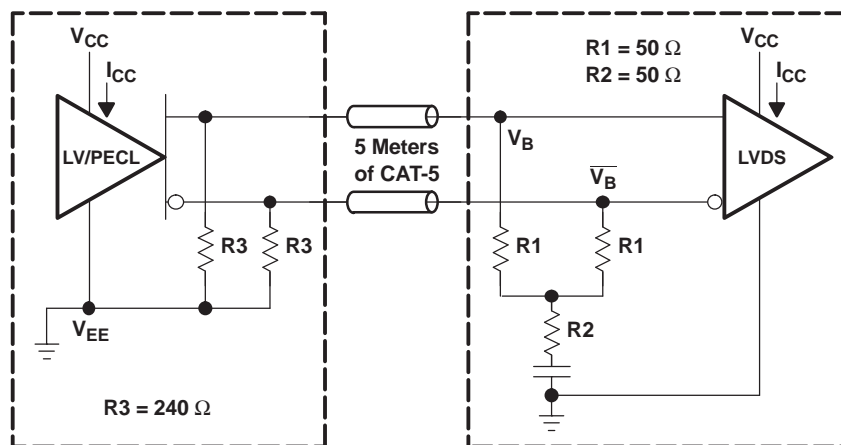 V_CC
I_CC
LV/PECL
R3
R3
V_EE
R3 = 240 Ω
5 Meters
of CAT-5
R1 = 50 Ω
R2 = 50 Ω
V_CC
I_CC
V_B
V̅_B̅
LVDS
R1
R1
R2